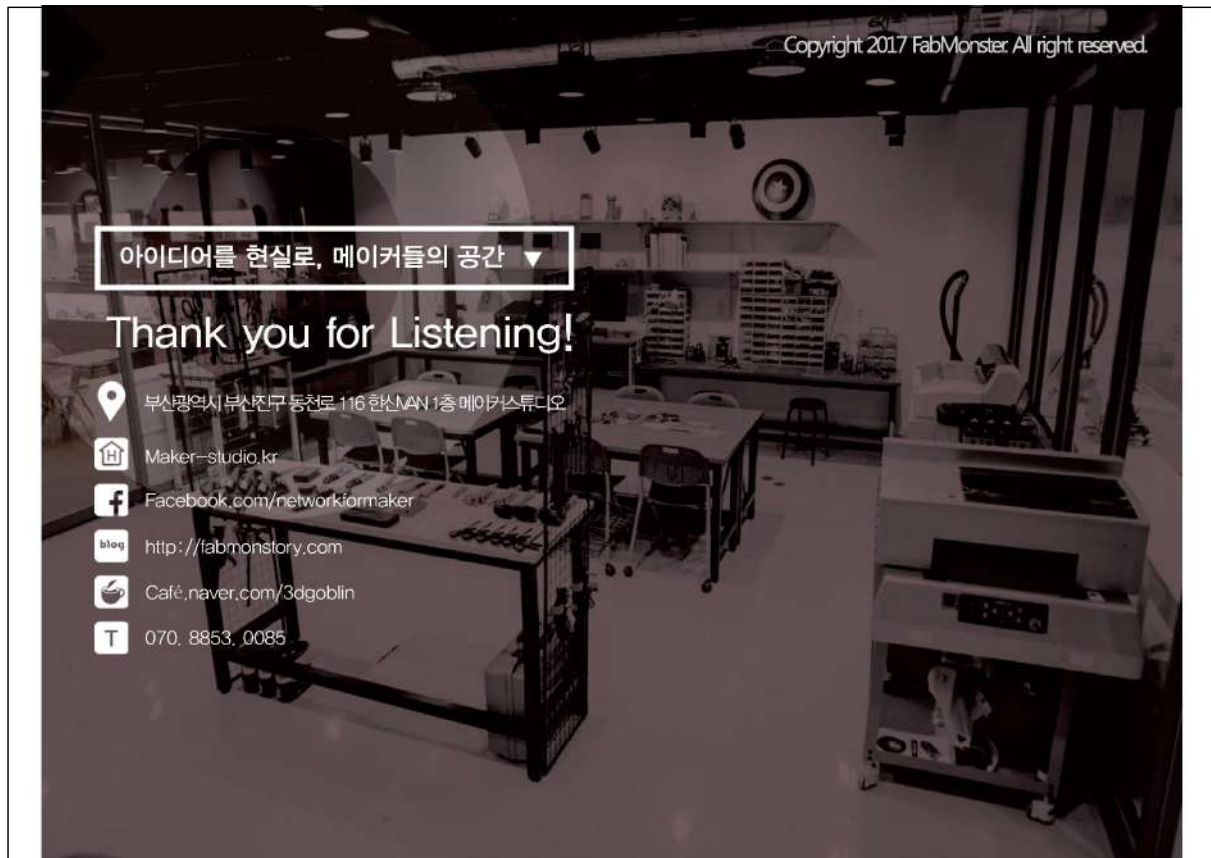 Copyright 2017 FabMonster. All right reserved.
아이디어를 현실로, 메이커들의 공간 ▼
Thank you for Listening!
부산광역시 부산진구 동천로 116 한신VAN 1층 메이커스튜디오
Maker-studio.kr
Facebook.com/networkformaker
blog http://fabmonstory.com
Café.naver.com/3dgoblin
T 070. 8853. 0085